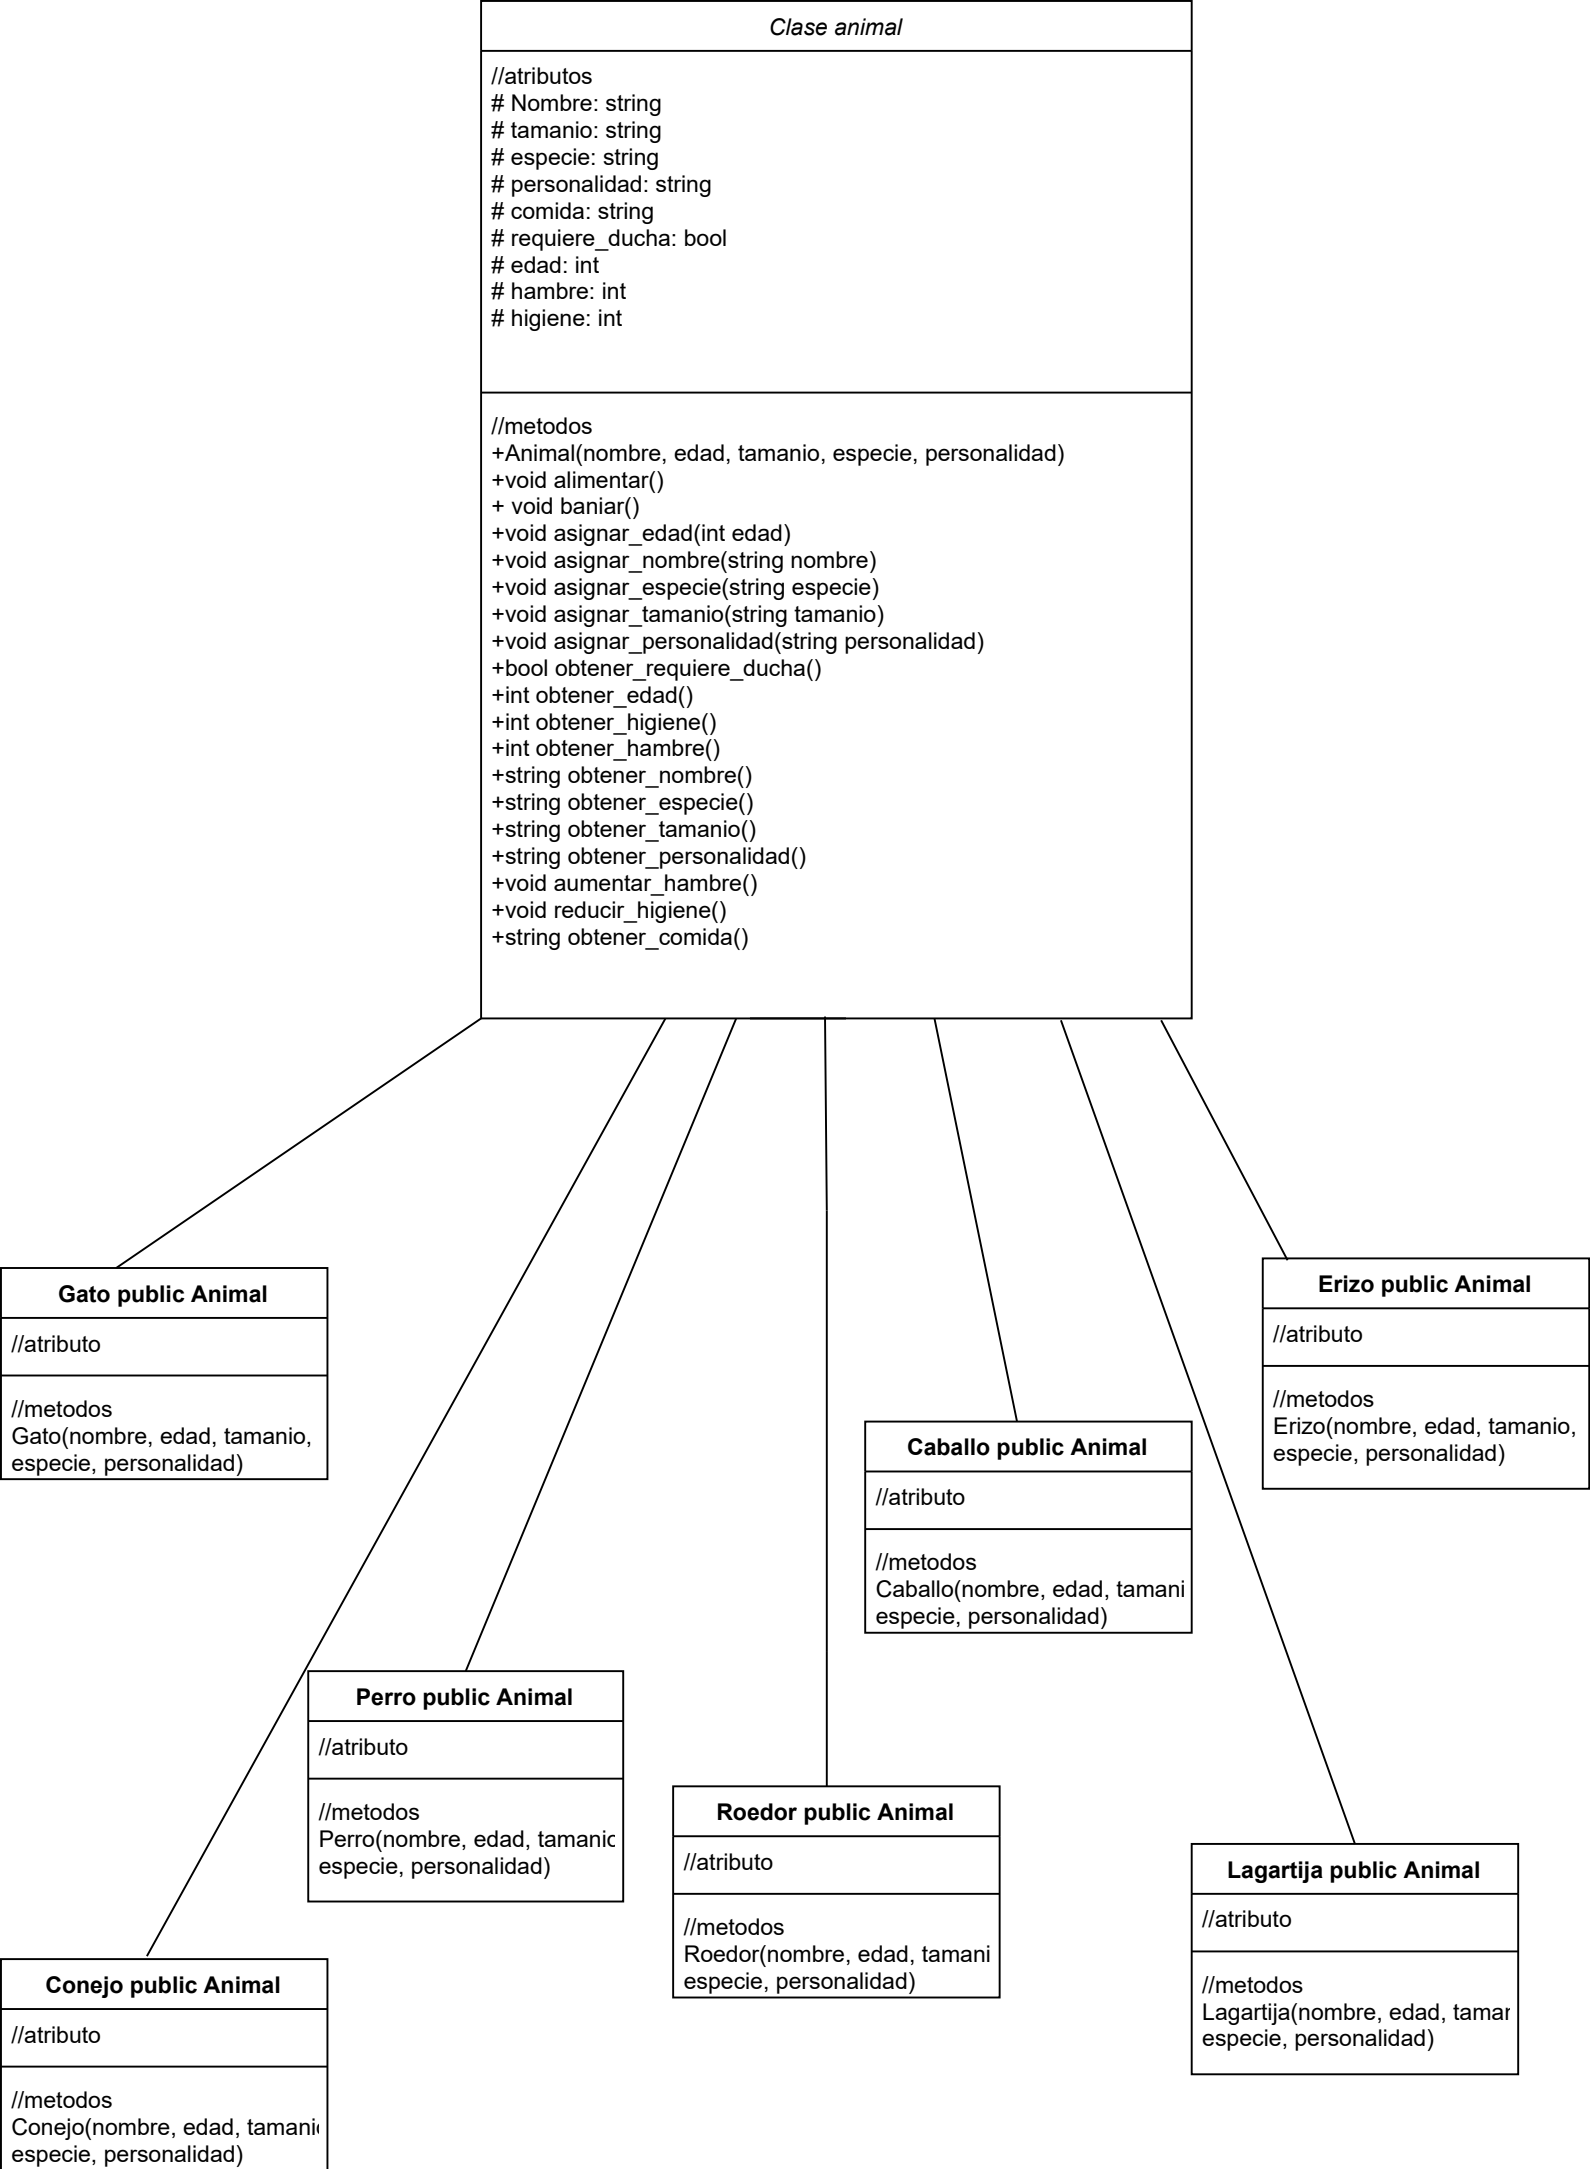 Clase animal
//atributos
# Nombre: string
# tamanio: string
# especie: string
# personalidad: string
# comida: string
# requiere_ducha: bool
# edad: int
# hambre: int
# higiene: int
//metodos
+Animal(nombre, edad, tamanio, especie, personalidad)
+void alimentar()
+ void baniar()
+void asignar_edad(int edad)
+void asignar_nombre(string nombre)
+void asignar_especie(string especie)
+void asignar_tamanio(string tamanio)
+void asignar_personalidad(string personalidad)
+bool obtener_requiere_ducha()
+int obtener_edad()
+int obtener_higiene()
+int obtener_hambre()
+string obtener_nombre()
+string obtener_especie()
+string obtener_tamanio()
+string obtener_personalidad()
+void aumentar_hambre()
+void reducir_higiene()
+string obtener_comida()
Gato public Animal
//atributo
//metodos
Gato(nombre, edad, tamanio,
especie, personalidad)
Erizo public Animal
//atributo
//metodos
Erizo(nombre, edad, tamanio,
especie, personalidad)
Caballo public Animal
//atributo
//metodos
Caballo(nombre, edad, tamani
especie, personalidad)
Perro public Animal
//atributo
//metodos
Perro(nombre, edad, tamanio
especie, personalidad)
Roedor public Animal
//atributo
//metodos
Roedor(nombre, edad, tamani
especie, personalidad)
Lagartija public Animal
//atributo
//metodos
Lagartija(nombre, edad, taman
especie, personalidad)
Conejo public Animal
//atributo
//metodos
Conejo(nombre, edad, tamani
especie, personalidad)